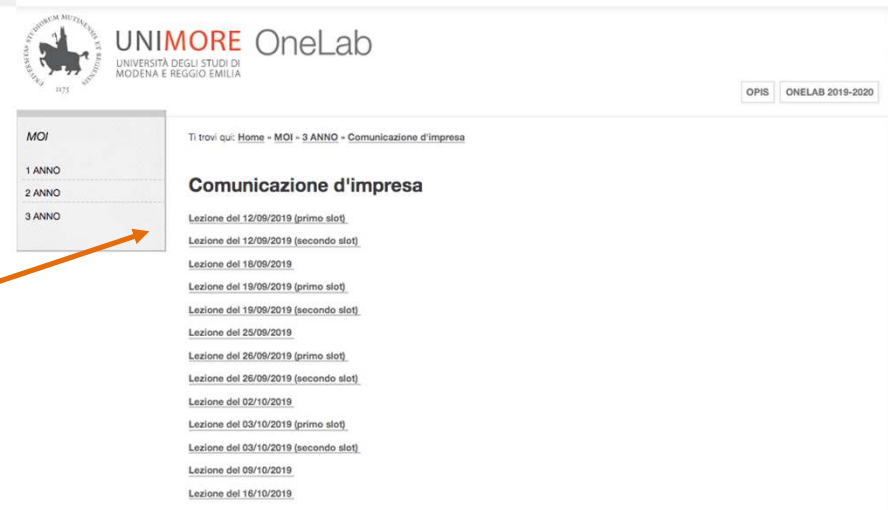 UNIMORE OneLab
UNIVERSITÀ DEGLI STUDI DI
MODENA E REGGIO EMILIA
1175
OPIS ONELAB 2019-2020
MOI
1 ANNO
2 ANNO
3 ANNO
Ti trovi qui: Home » MOI » 3 ANNO » Comunicazione d'impresa
Comunicazione d'impresa
Lezione del 12/09/2019 (primo slot)
Lezione del 12/09/2019 (secondo slot)
Lezione del 18/09/2019
Lezione del 19/09/2019 (primo slot)
Lezione del 19/09/2019 (secondo slot)
Lezione del 25/09/2019
Lezione del 26/09/2019 (primo slot)
Lezione del 26/09/2019 (secondo slot)
Lezione del 02/10/2019
Lezione del 03/10/2019 (primo slot)
Lezione del 03/10/2019 (secondo slot)
Lezione del 09/10/2019
Lezione del 16/10/2019